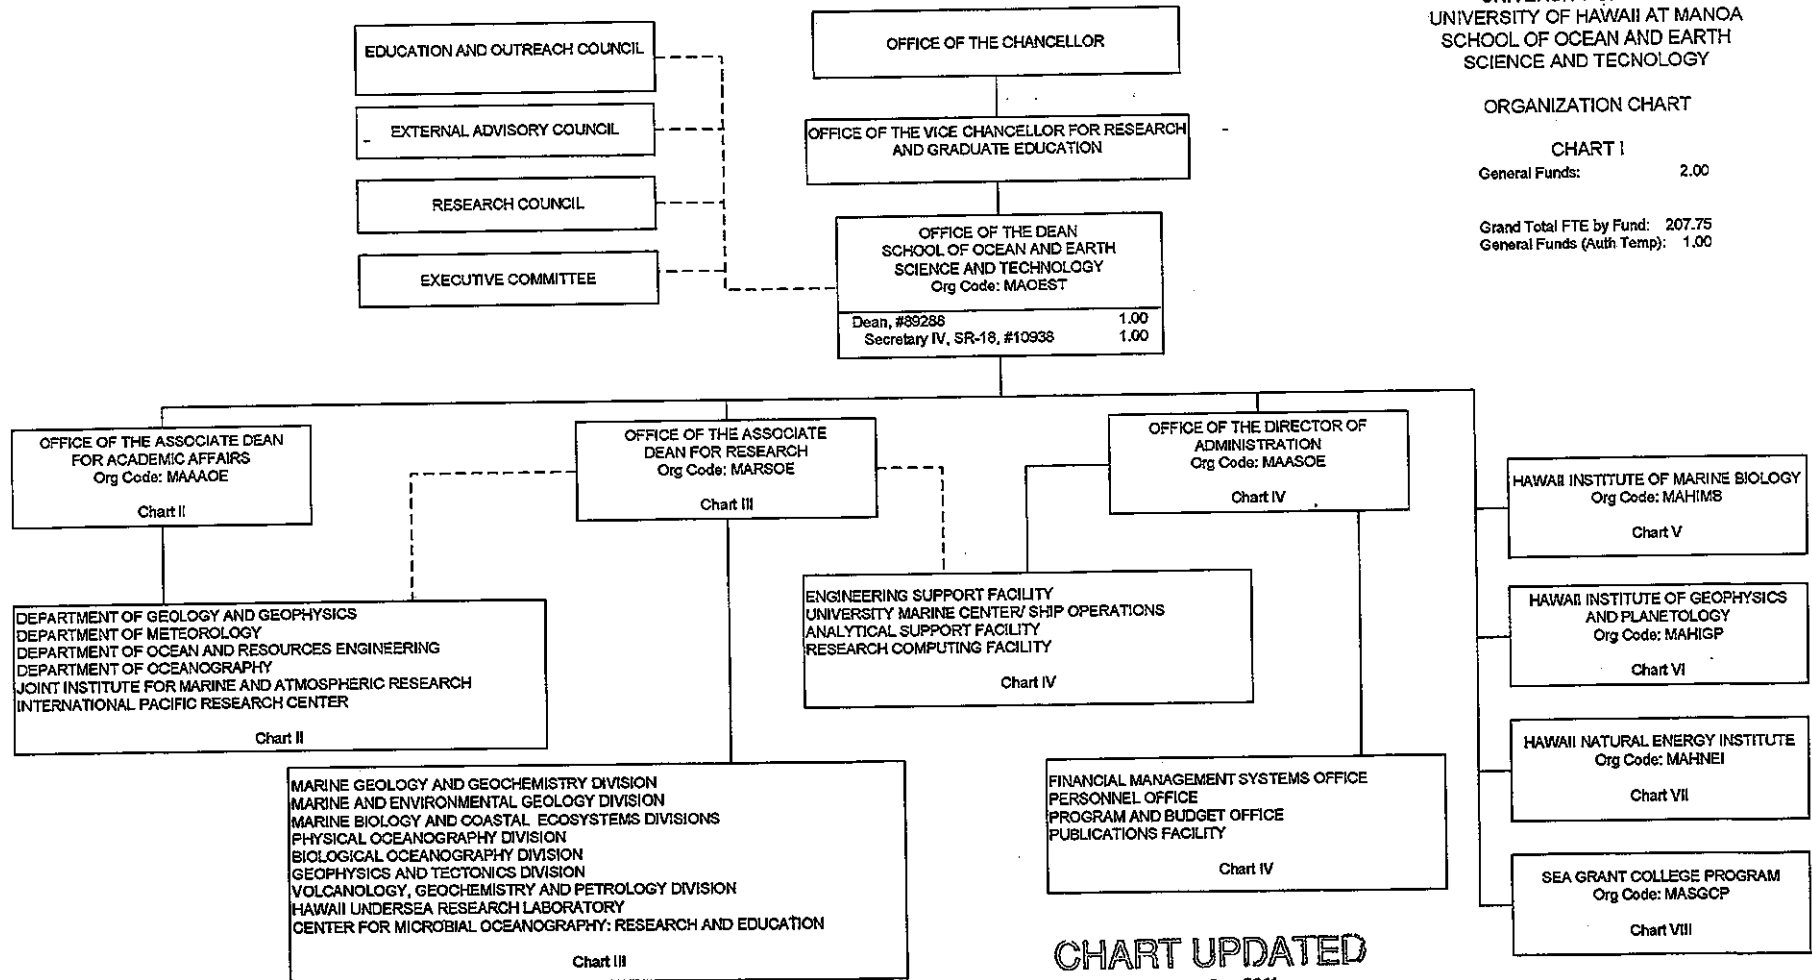 UNIVERSITY OF HAWAII AT MANOA
SCHOOL OF OCEAN AND EARTH
SCIENCE AND TECNOLOGY
ORGANIZATION CHART
CHART I
General Funds: 2.00
Grand Total FTE by Fund: 207.75
General Funds (Auth Temp): 1.00
EDUCATION AND OUTREACH COUNCIL
EXTERNAL ADVISORY COUNCIL
RESEARCH COUNCIL
EXECUTIVE COMMITTEE
OFFICE OF THE CHANCELLOR
OFFICE OF THE VICE CHANCELLOR FOR RESEARCH
AND GRADUATE EDUCATION
OFFICE OF THE DEAN
SCHOOL OF OCEAN AND EARTH
SCIENCE AND TECHNOLOGY
Org Code: MAOEST
Dean, #89288 1.00
Secretary IV, SR-18, #10938 1.00
OFFICE OF THE ASSOCIATE DEAN
FOR ACADEMIC AFFAIRS
Org Code: MAAAOE
Chart II
OFFICE OF THE ASSOCIATE
DEAN FOR RESEARCH
Org Code: MARSOE
Chart III
OFFICE OF THE DIRECTOR OF
ADMINISTRATION
Org Code: MAASOE
Chart IV
HAWAII INSTITUTE OF MARINE BIOLOGY
Org Code: MAHIMB
Chart V
HAWAII INSTITUTE OF GEOPHYSICS
AND PLANETOLOGY
Org Code: MAHIGP
Chart VI
HAWAII NATURAL ENERGY INSTITUTE
Org Code: MAHNEI
Chart VII
SEA GRANT COLLEGE PROGRAM
Org Code: MASGCP
Chart VIII
DEPARTMENT OF GEOLOGY AND GEOPHYSICS
DEPARTMENT OF METEOROLOGY
DEPARTMENT OF OCEAN AND RESOURCES ENGINEERING
DEPARTMENT OF OCEANOGRAPHY
JOINT INSTITUTE FOR MARINE AND ATMOSPHERIC RESEARCH
INTERNATIONAL PACIFIC RESEARCH CENTER
Chart II
ENGINEERING SUPPORT FACILITY
UNIVERSITY MARINE CENTER/ SHIP OPERATIONS
ANALYTICAL SUPPORT FACILITY
RESEARCH COMPUTING FACILITY
Chart IV
MARINE GEOLOGY AND GEOCHEMISTRY DIVISION
MARINE AND ENVIRONMENTAL GEOLOGY DIVISION
MARINE BIOLOGY AND COASTAL ECOSYSTEMS DIVISIONS
PHYSICAL OCEANOGRAPHY DIVISION
BIOLOGICAL OCEANOGRAPHY DIVISION
GEOPHYSICS AND TECTONICS DIVISION
VOLCANOLOGY, GEOCHEMISTRY AND PETROLOGY DIVISION
HAWAII UNDERSEA RESEARCH LABORATORY
CENTER FOR MICROBIAL OCEANOGRAPHY: RESEARCH AND EDUCATION
Chart III
FINANCIAL MANAGEMENT SYSTEMS OFFICE
PERSONNEL OFFICE
PROGRAM AND BUDGET OFFICE
PUBLICATIONS FACILITY
Chart IV
CHART UPDATED